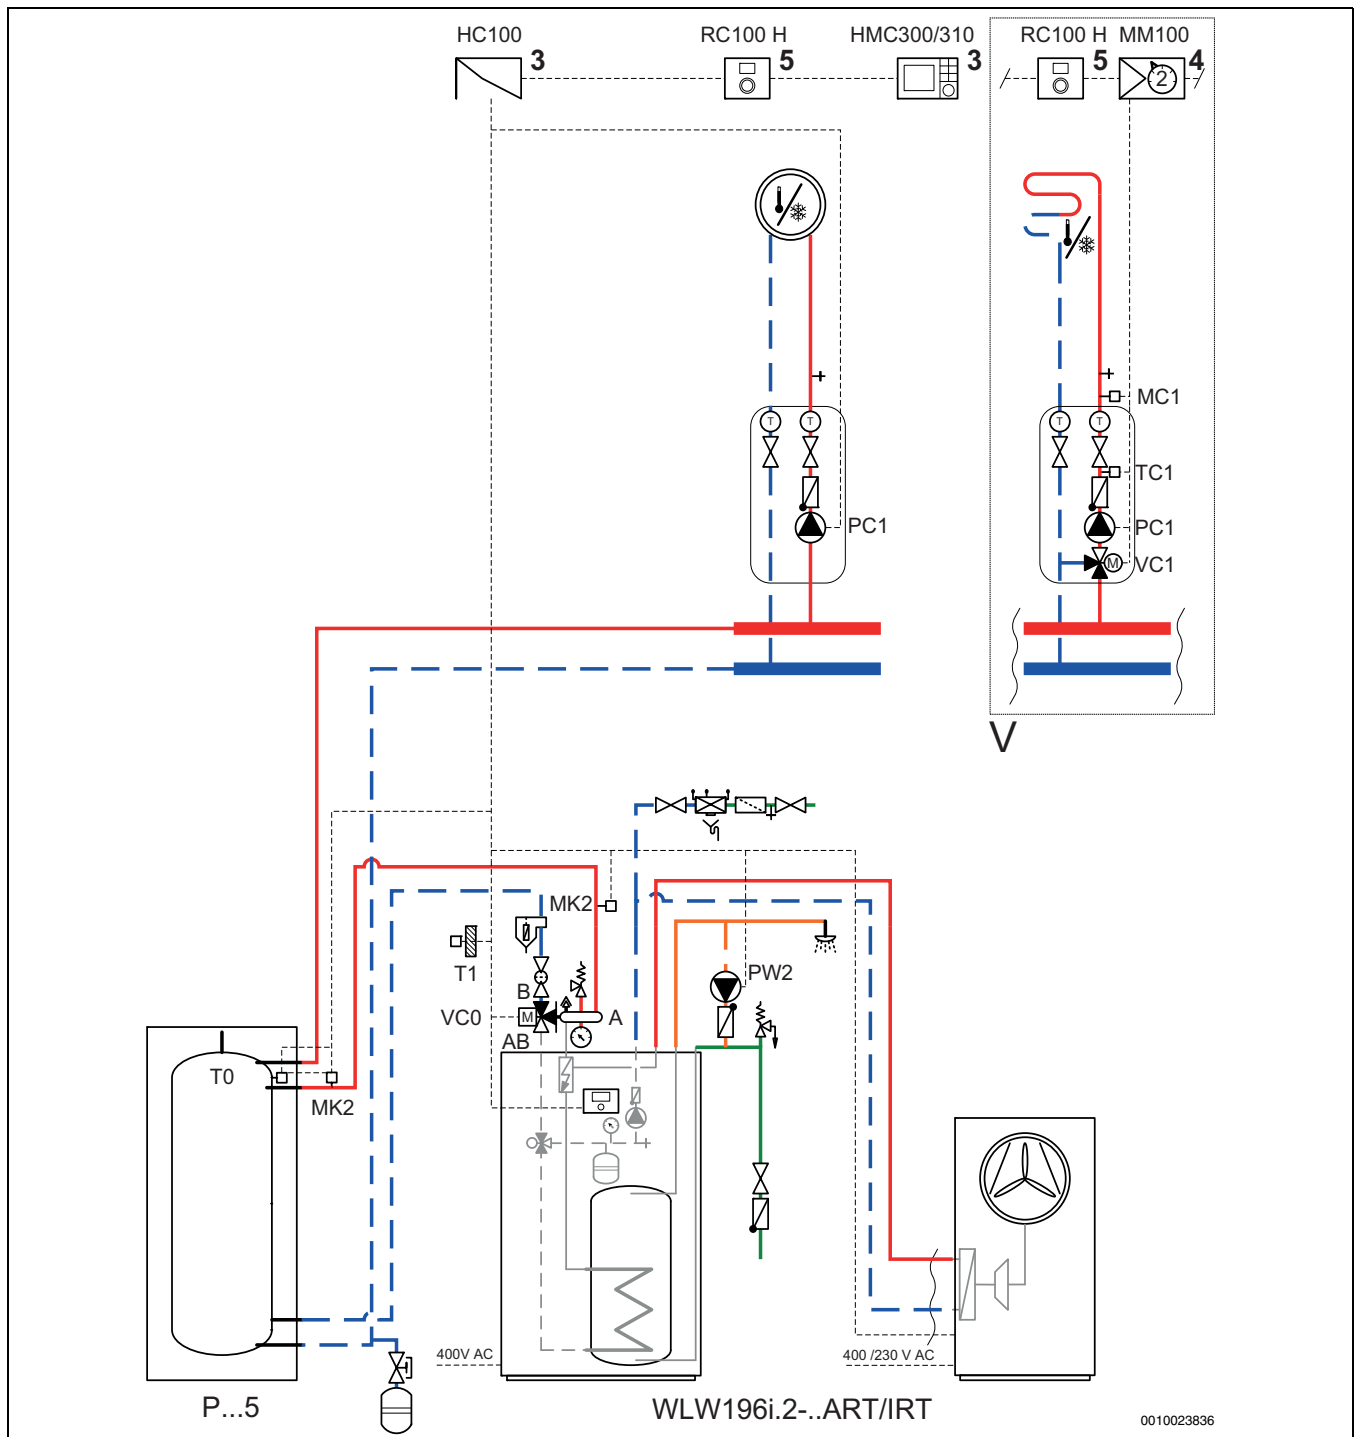 HC100
3
RC100 H
5
HMC300/310
3
RC100 H
5
MM100
2
4
MC1
T
T
T
T
TC1
PC1
PC1
M
VC1
V
MK2
T1
PW2
B
VC0
M
A
AB
T0
MK2
400V AC
400 /230 V AC
P...5
WLW196i.2-..ART/IRT
0010023836